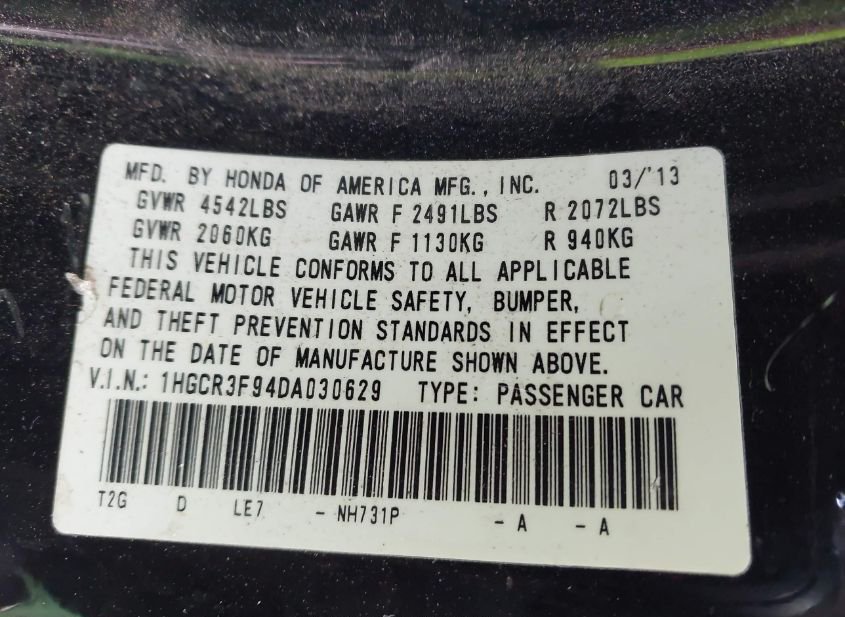 MFD. BY HONDA OF AMERICA MFG., INC. 03/'13
GVWR 4542LBS GAWR F 2491LBS R 2072LBS
GVWR 2060KG GAWR F 1130KG R 940KG
THIS VEHICLE CONFORMS TO ALL APPLICABLE
FEDERAL MOTOR VEHICLE SAFETY, BUMPER,
AND THEFT PREVENTION STANDARDS IN EFFECT
ON THE DATE OF MANUFACTURE SHOWN ABOVE.
V.I.N.: 1HGCR3F94DA030629 TYPE: PASSENGER CAR
T2G D LE7 - NH731P - A - A